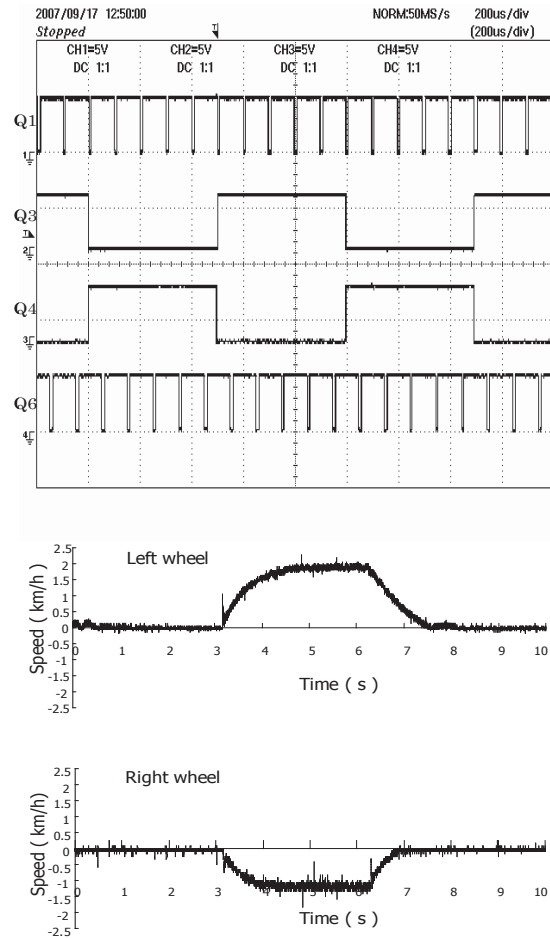 2007/09/17 12:50:00 NORM:50MS/s 200us/div
Stopped (200us/div)
CH1=5V CH2=5V CH3=5V CH4=5V
DC 1:1 DC 1:1 DC 1:1 DC 1:1
Q1
1
Q3
T
2
Q4
3
Q6
4
Left wheel
Speed ( km/h )
2.5
2
1.5
1
0.5
0
-0.5
-1
-1.5
-2
-2.5
0 1 2 3 4 5 6 7 8 9 10
Time ( s )
Right wheel
Speed ( km/h )
2.5
2
1.5
1
0.5
0
-0.5
-1
-1.5
-2
-2.5
0 1 2 3 4 5 6 7 8 9 10
Time ( s )